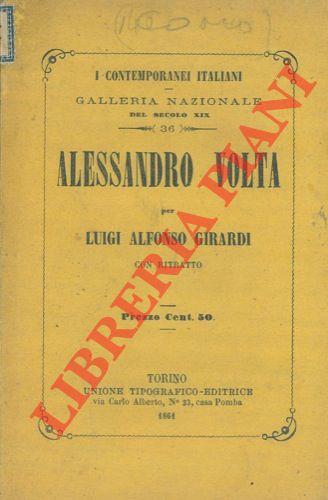 I CONTEMPORANEI ITALIANI
GALLERIA NAZIONALE
DEL SECOLO XIX
36
ALESSANDRO VOLTA
per
LUIGI ALFONSO GIRARDI
CON RITRATTO
Prezzo Cent. 50.
TORINO
UNIONE TIPOGRAFICO-EDITRICE
via Carlo Alberto, Nº 33, casa Pomba
1861
LIBRERIA PIANI